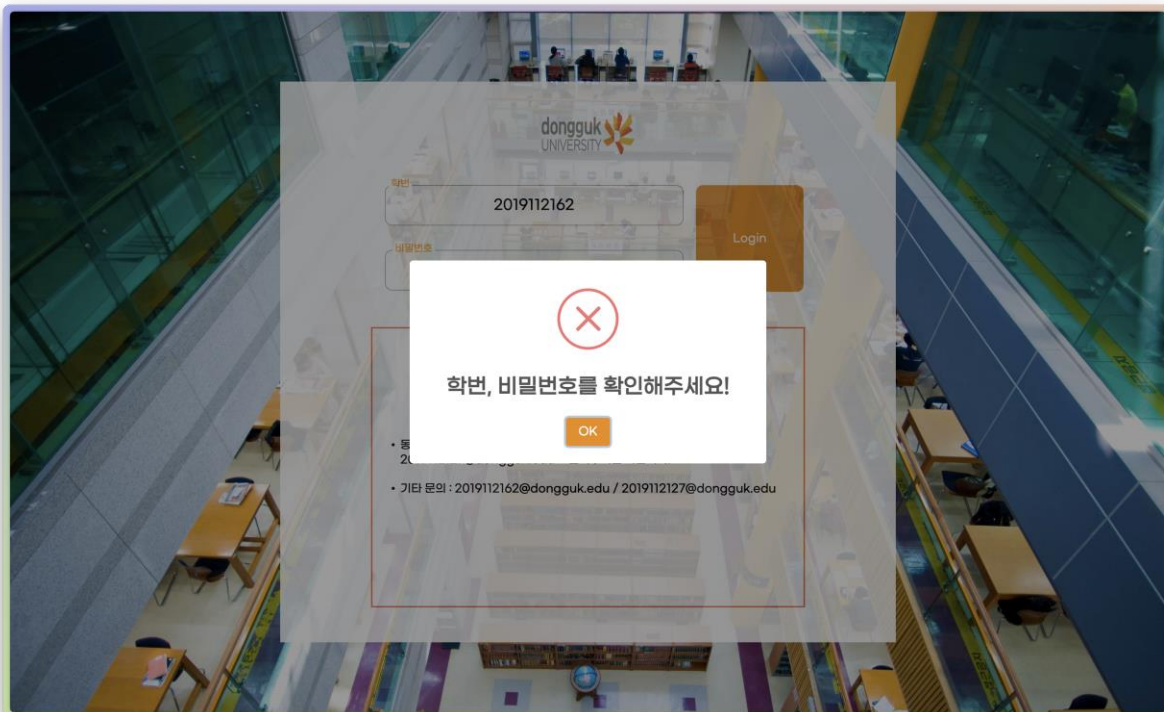 dongguk
UNIVERSITY
학번
2019112162
비밀번호
Login
학번, 비밀번호를 확인해주세요!
OK
• 기타 문의 : 2019112162@dongguk.edu / 2019112127@dongguk.edu